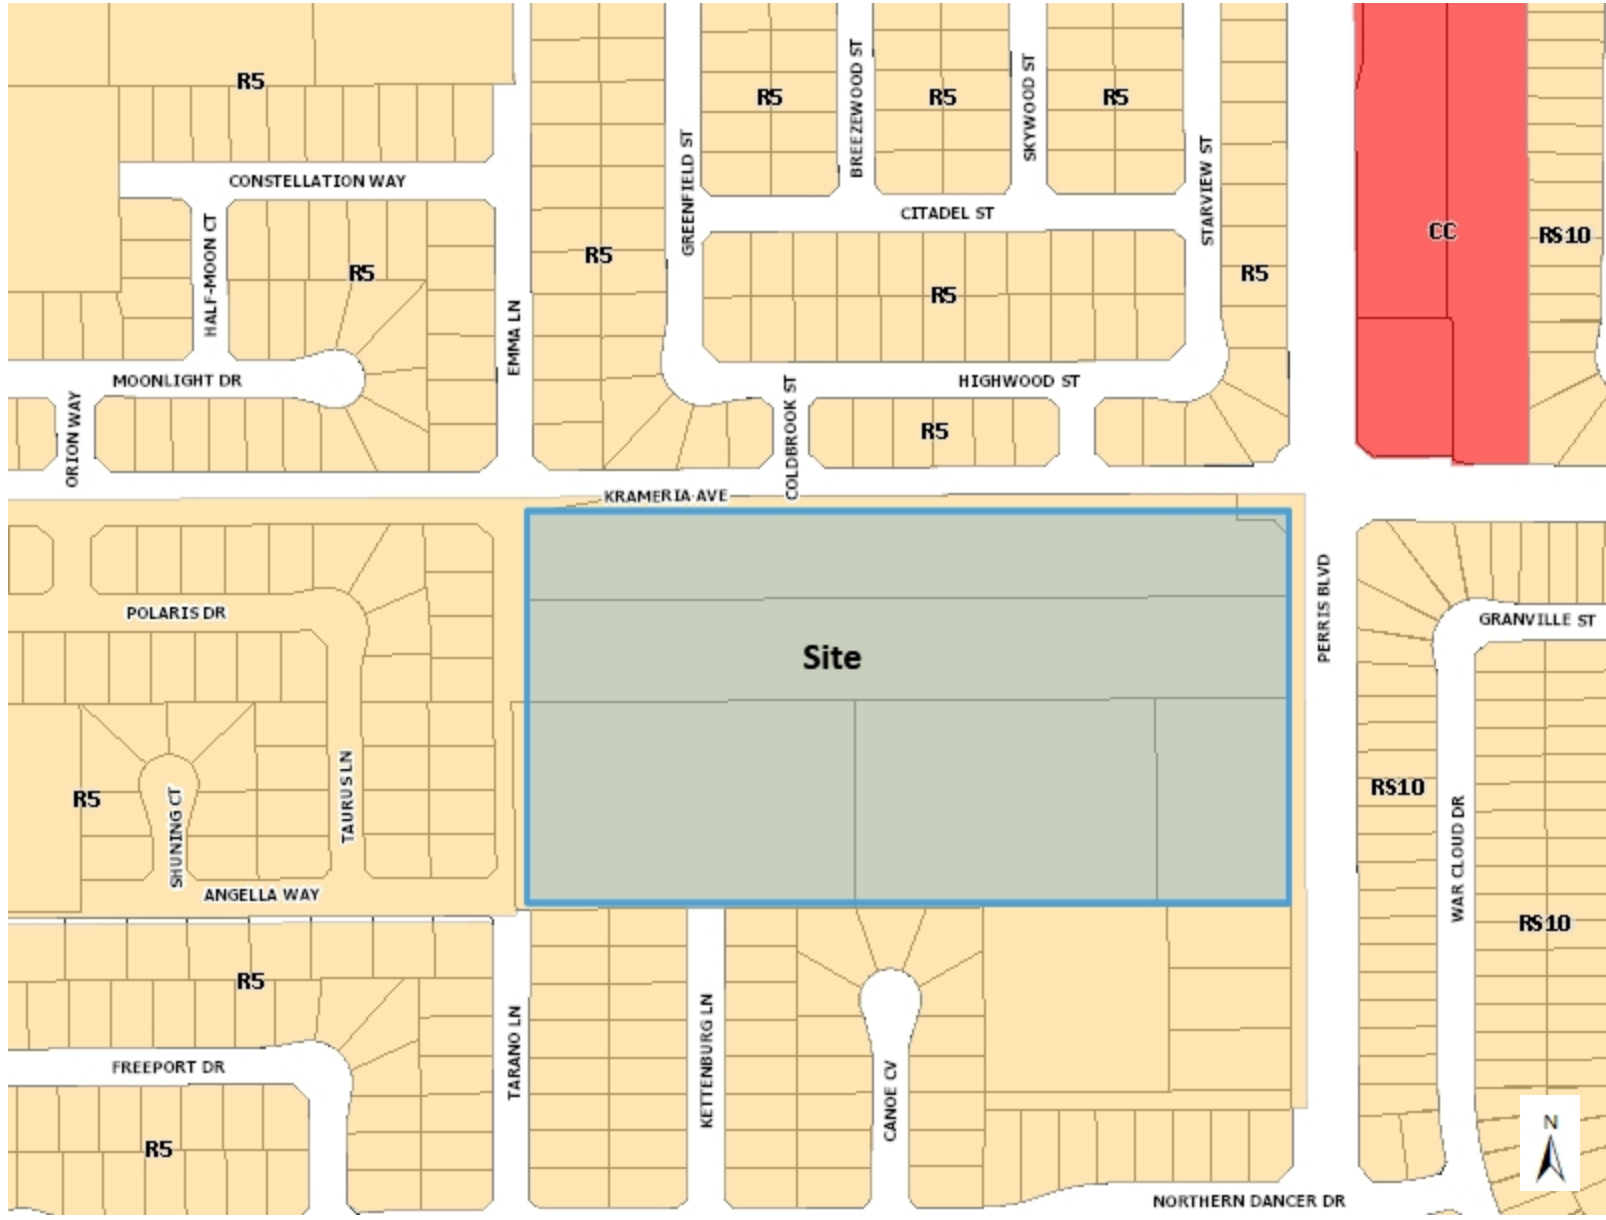 R5
BREEZEWOOD ST
SKYWOOD ST
R5
R5
R5
GREENFIELD ST
STARVIEW ST
CONSTELLATION WAY
CITADEL ST
HALF-MOON CT
CC
RS10
R5
R5
R5
R5
EMMA LN
MOONLIGHT DR
HIGHWOOD ST
ORION WAY
COLDBROOK ST
R5
KRAMERIA AVE
PERRIS BLVD
POLARIS DR
GRANVILLE ST
Site
TAURUS LN
R5
SHUNING CT
RS10
WAR CLOUD DR
ANGELLA WAY
RS10
R5
TARANO LN
KETTENBURG LN
CANOE CV
FREEPORT DR
N
R5
NORTHERN DANCER DR